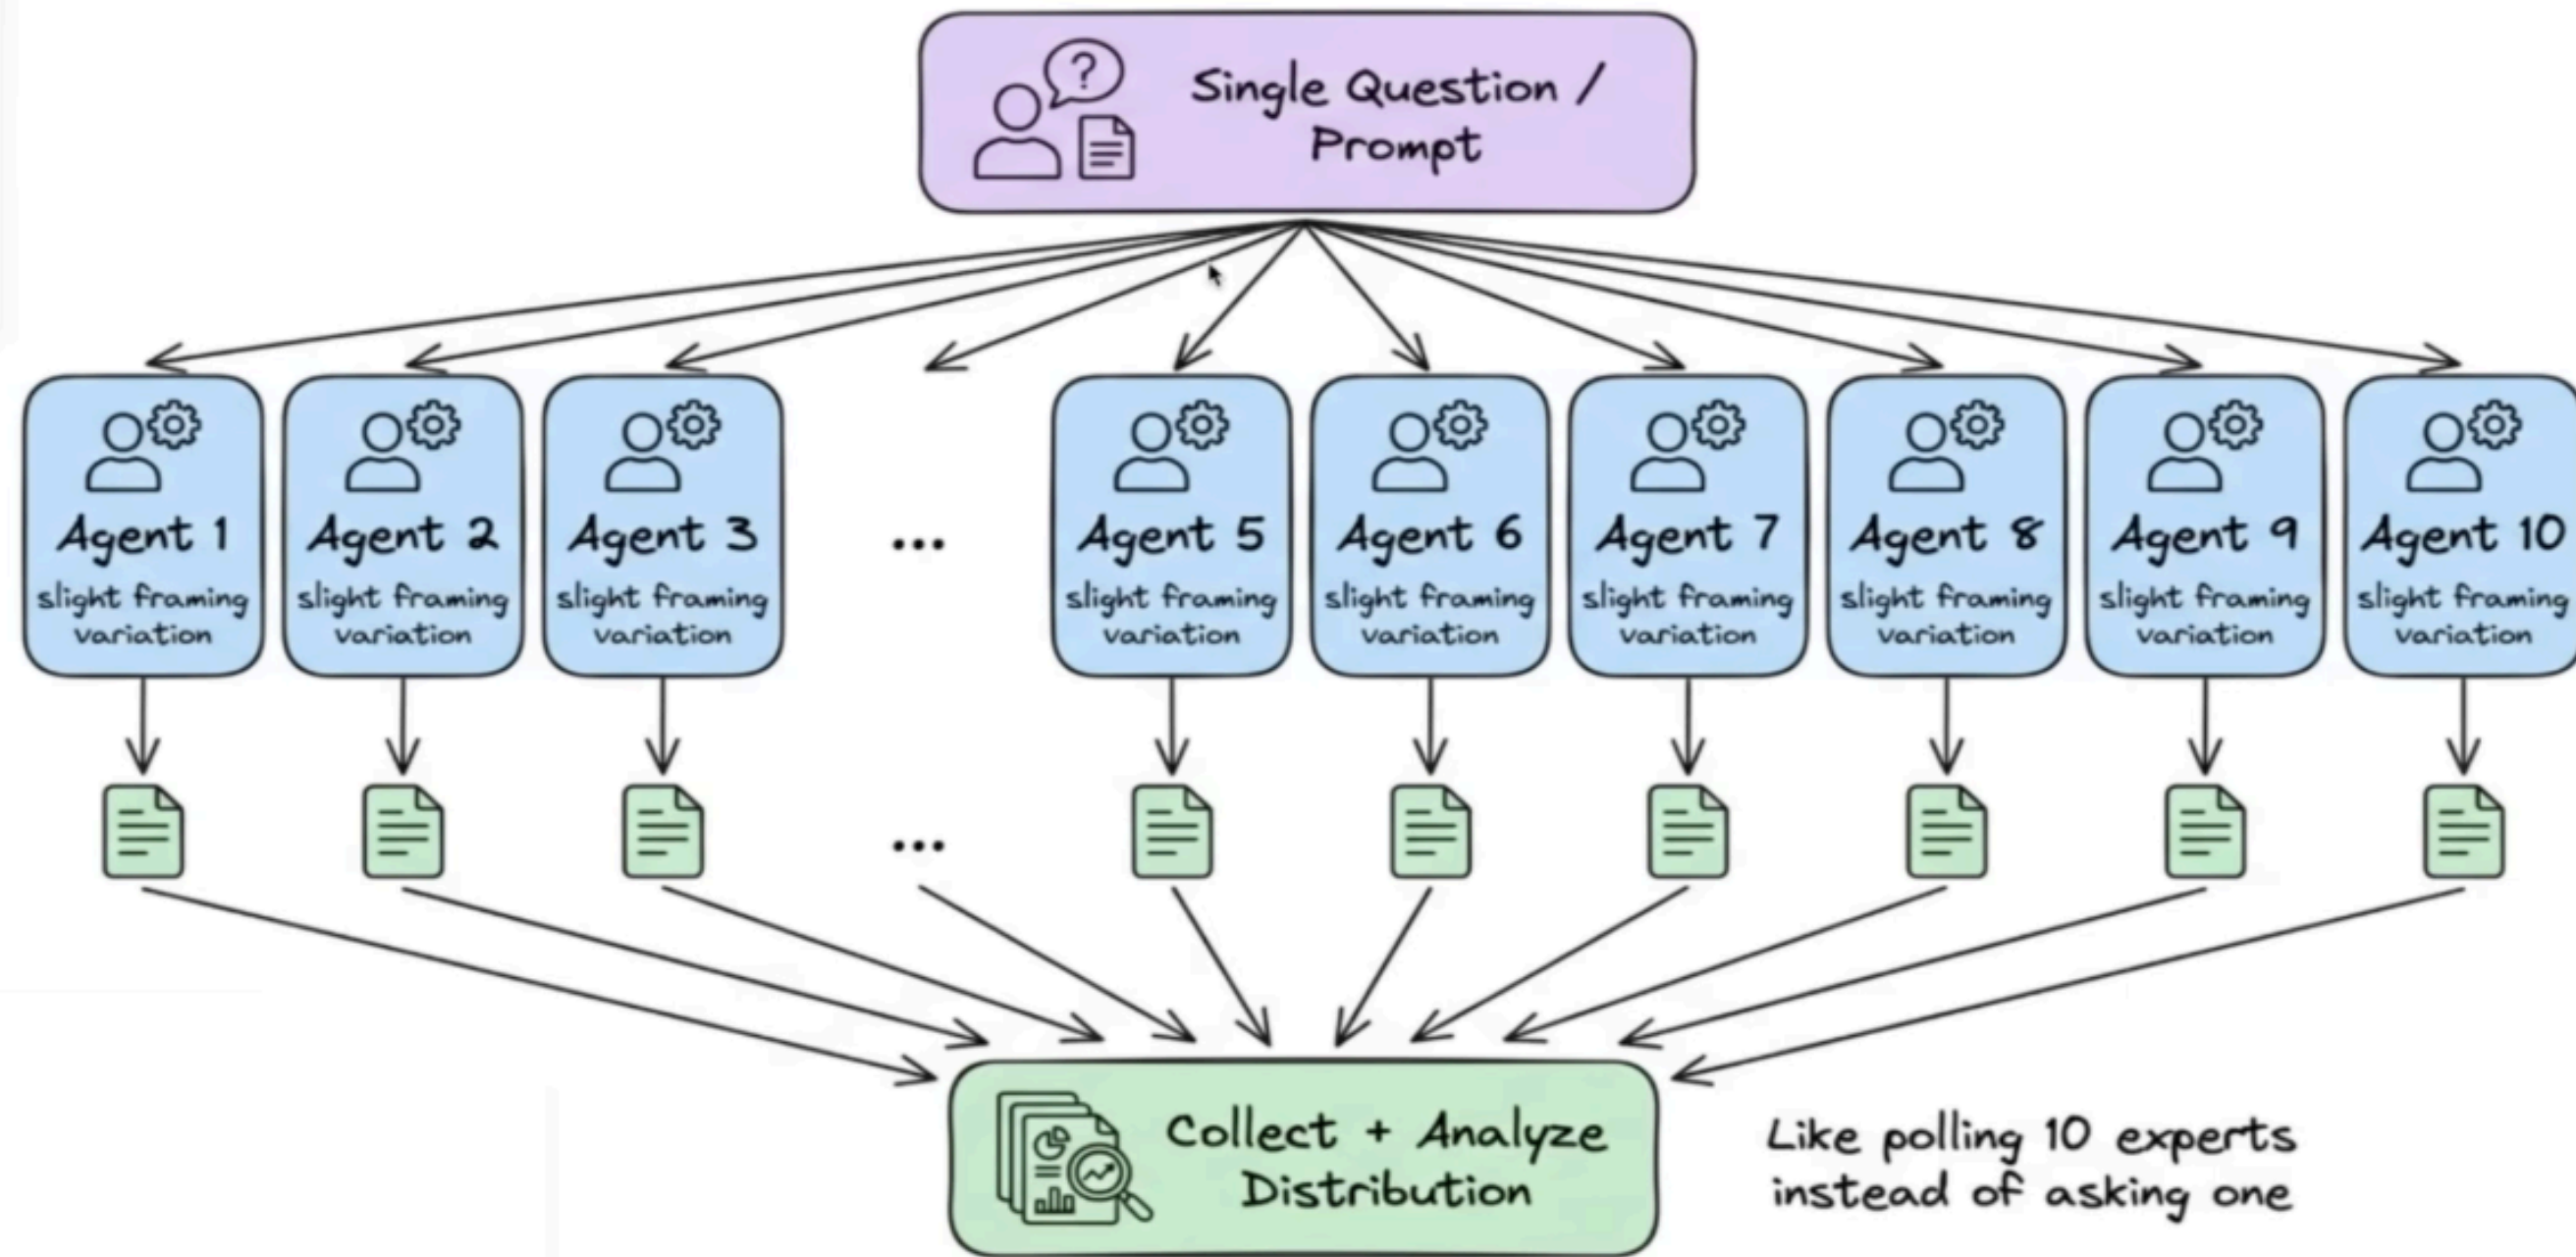 ?
Single Question /
Prompt
Agent 1
slight framing
variation
Agent 2
slight framing
variation
Agent 3
slight framing
variation
...
Agent 5
slight framing
variation
Agent 6
slight framing
variation
Agent 7
slight framing
variation
Agent 8
slight framing
variation
Agent 9
slight framing
variation
Agent 10
slight framing
variation
...
Collect + Analyze
Distribution
Like polling 10 experts
instead of asking one